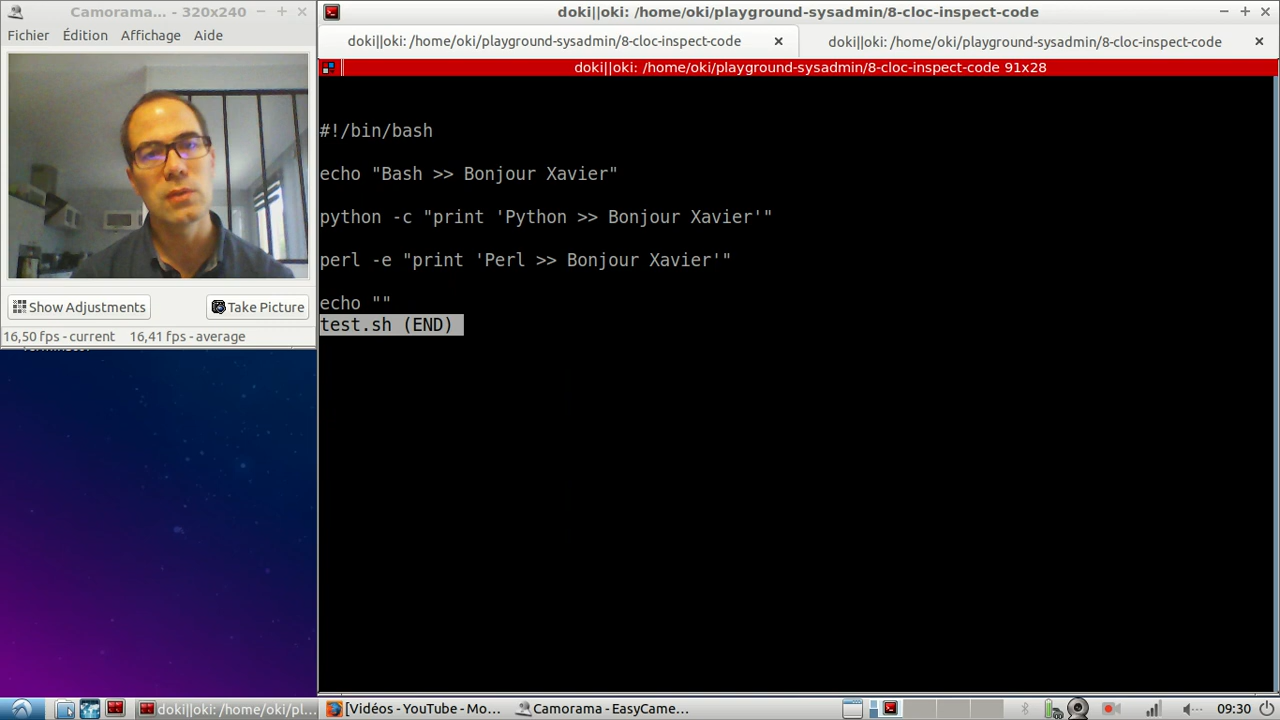 Camorama... - 320x240
Fichier Édition Affichage Aide
Show Adjustments
Take Picture
16,50 fps - current 16,41 fps - average
doki||oki: /home/oki/playground-sysadmin/8-cloc-inspect-code
doki||oki: /home/oki/playground-sysadmin/8-cloc-inspect-code
doki||oki: /home/oki/playground-sysadmin/8-cloc-inspect-code
doki||oki: /home/oki/playground-sysadmin/8-cloc-inspect-code 91x28
#!/bin/bash
echo "Bash >> Bonjour Xavier"
python -c "print 'Python >> Bonjour Xavier'"
perl -e "print 'Perl >> Bonjour Xavier'"
echo ""
test.sh (END)
doki||oki: /home/oki/pl...
[Vidéos - YouTube - Mo...
Camorama - EasyCame...
09:30